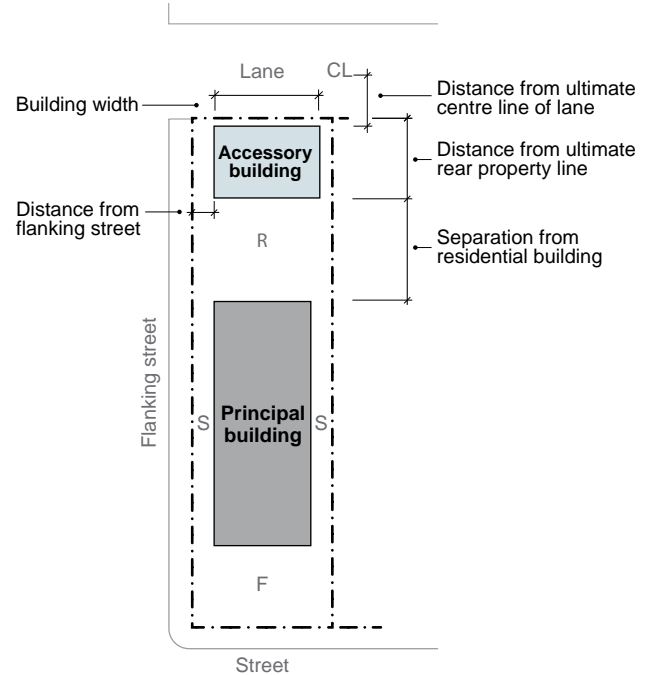 Lane
CL
Building width
Distance from ultimate
centre line of lane
Accessory
building
Distance from ultimate
rear property line
Distance from
flanking street
R
Separation from
residential building
Flanking street
S
Principal
building
S
F
Street